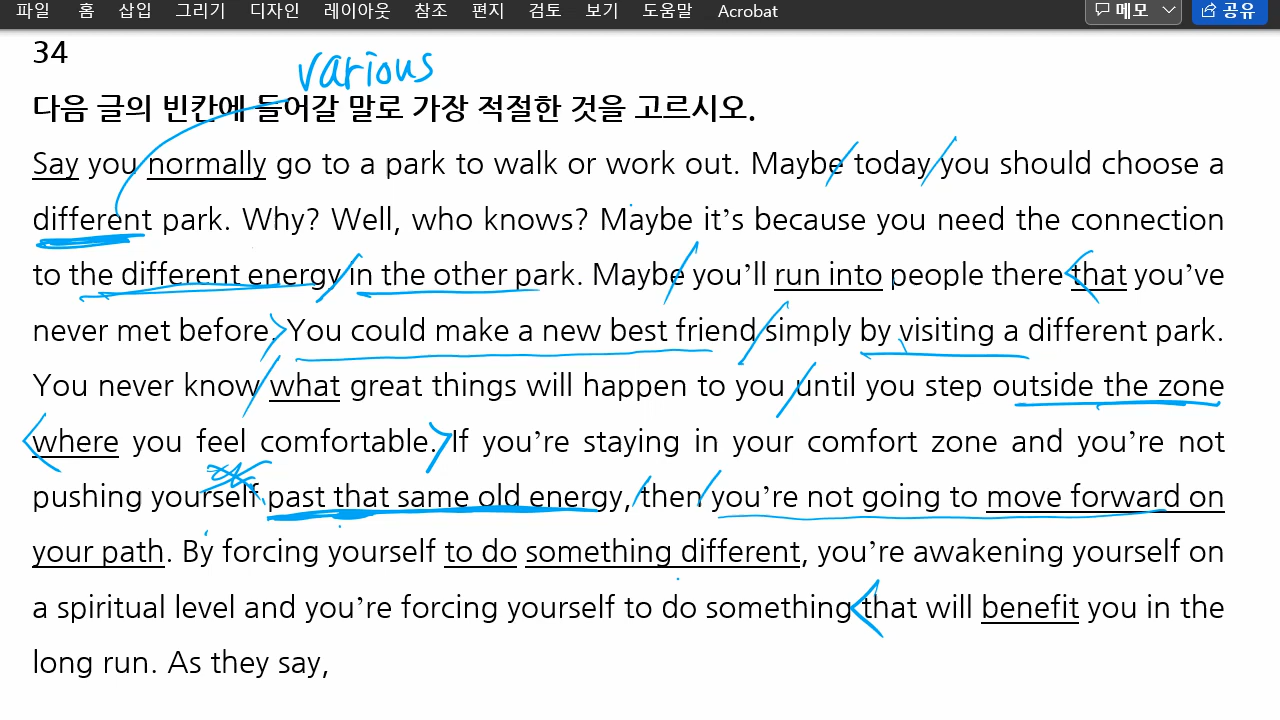 파일 홈 삽입 그리기 디자인 레이아웃 참조 편지 검토 보기 도움말 Acrobat 메모 공유
34
various
다음 글의 빈칸에 들어갈 말로 가장 적절한 것을 고르시오.
Say you normally go to a park to walk or work out. Maybe today you should choose a
different park. Why? Well, who knows? Maybe it's because you need the connection
to the different energy in the other park. Maybe you'll run into people there that you've
never met before. You could make a new best friend simply by visiting a different park.
You never know what great things will happen to you until you step outside the zone
where you feel comfortable. If you're staying in your comfort zone and you're not
pushing yourself past that same old energy, then you're not going to move forward on
your path. By forcing yourself to do something different, you're awakening yourself on
a spiritual level and you're forcing yourself to do something that will benefit you in the
long run. As they say,